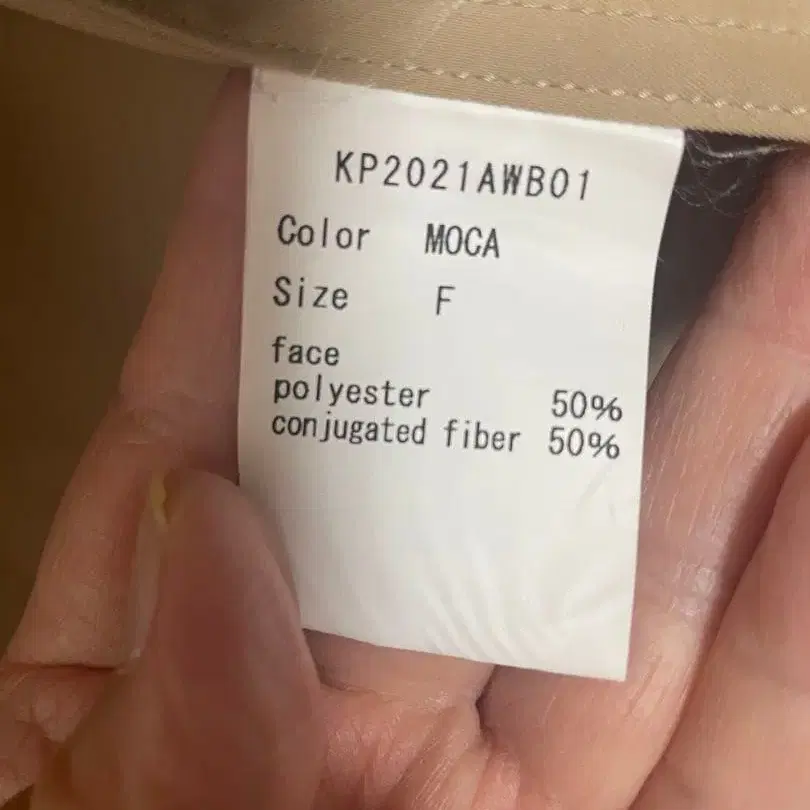 KP2021AWB01
Color MOCA
Size F
face
polyester 50%
conjugated fiber 50%